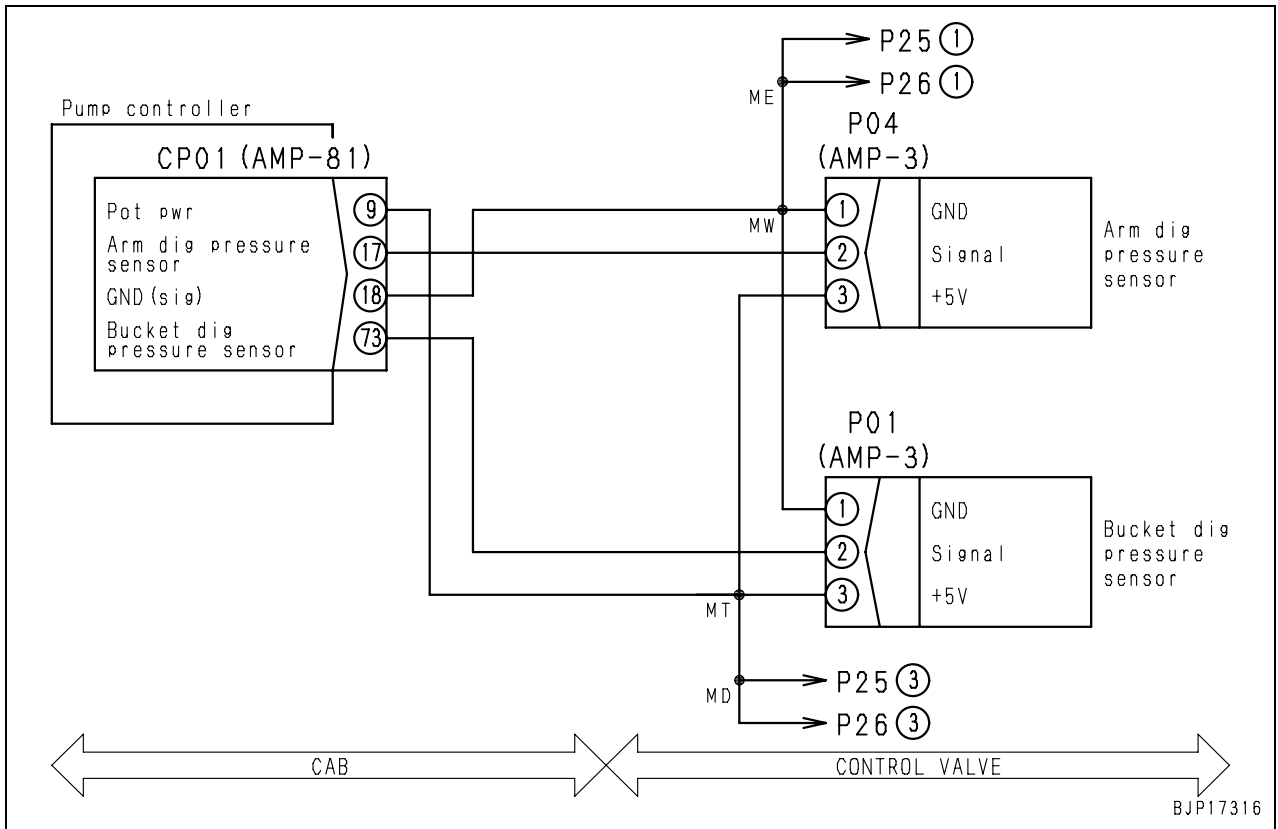 P25 ①
P26 ①
ME
Pump controller
CP01 (AMP-81)
P04
(AMP-3)
Pot pwr
⑨
MW
①
GND
Arm dig pressure
sensor
⑰
②
Signal
Arm dig
pressure
sensor
GND (sig)
⑱
③
+5V
Bucket dig
pressure sensor
73
P01
(AMP-3)
①
GND
②
Signal
Bucket dig
pressure
sensor
MT
③
+5V
MD
P25 ③
P26 ③
CAB
CONTROL VALVE
BJP17316